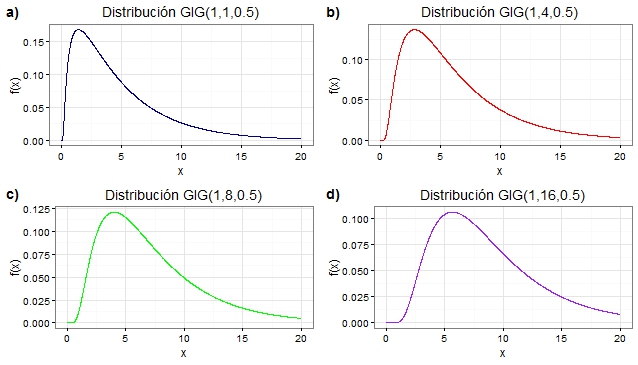 a) Distribución GIG(1,1,0.5)
f(x)
0.15
0.10
0.05
0.00
0 5 10 15 20
x
b) Distribución GIG(1,4,0.5)
f(x)
0.10
0.05
0.00
0 5 10 15 20
x
c) Distribución GIG(1,8,0.5)
f(x)
0.125
0.100
0.075
0.050
0.025
0.000
0 5 10 15 20
x
d) Distribución GIG(1,16,0.5)
f(x)
0.100
0.075
0.050
0.025
0.000
0 5 10 15 20
x